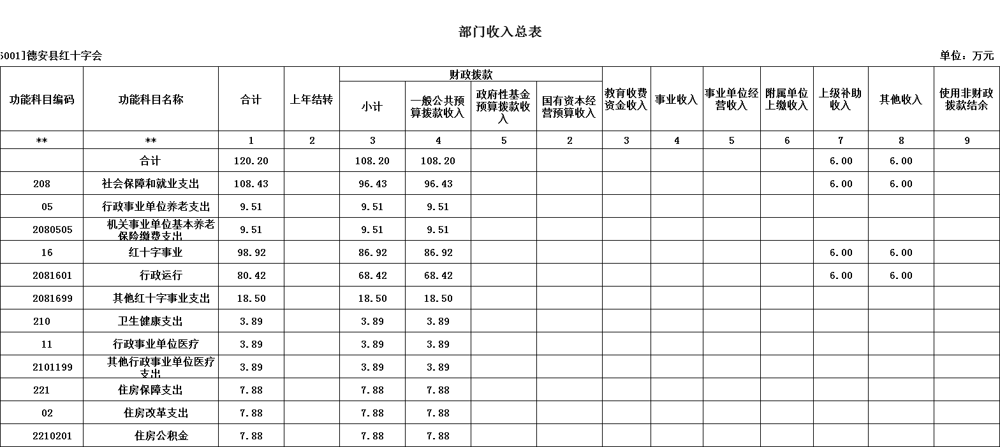 部门收入总表
5001]德安县红十字会 单位：万元
功能科目编码 功能科目名称 合计 上年结转 财政拨款 教育收费资金收入 事业收入 事业单位经营收入 附属单位上缴收入 上级补助收入 其他收入 使用非财政拨款结余
小计 一般公共预算拨款收入 政府性基金预算拨款收入 国有资本经营预算收入
** ** 1 2 3 4 5 2 3 4 5 6 7 8 9
合计 120.20 108.20 108.20 6.00 6.00
208 社会保障和就业支出 108.43 96.43 96.43 6.00 6.00
05 行政事业单位养老支出 9.51 9.51 9.51
2080505 机关事业单位基本养老保险缴费支出 9.51 9.51 9.51
16 红十字事业 98.92 86.92 86.92 6.00 6.00
2081601 行政运行 80.42 68.42 68.42 6.00 6.00
2081699 其他红十字事业支出 18.50 18.50 18.50
210 卫生健康支出 3.89 3.89 3.89
11 行政事业单位医疗 3.89 3.89 3.89
2101199 其他行政事业单位医疗支出 3.89 3.89 3.89
221 住房保障支出 7.88 7.88 7.88
02 住房改革支出 7.88 7.88 7.88
2210201 住房公积金 7.88 7.88 7.88